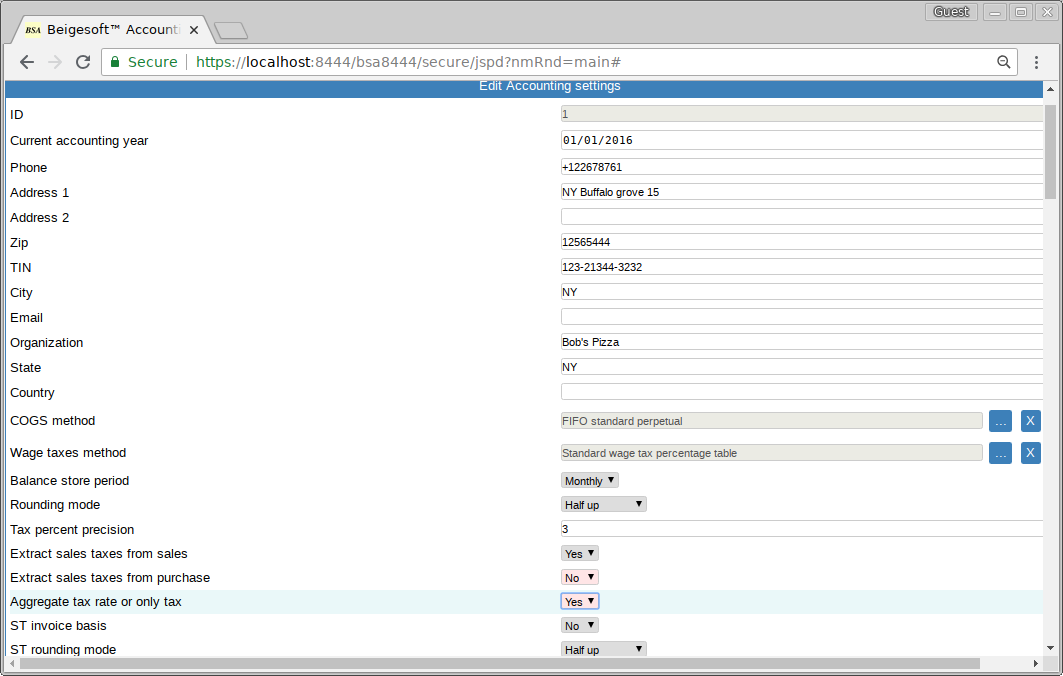 Guest
BSA Beigesoft™ Accounti
Secure https://localhost:8444/bsa8444/secure/jspd?nmRnd=main#
Edit Accounting settings
ID 1
Current accounting year 01/01/2016
Phone +122678761
Address 1 NY Buffalo grove 15
Address 2
Zip 12565444
TIN 123-21344-3232
City NY
Email
Organization Bob's Pizza
State NY
Country
COGS method FIFO standard perpetual ... X
Wage taxes method Standard wage tax percentage table ... X
Balance store period Monthly
Rounding mode Half up
Tax percent precision 3
Extract sales taxes from sales Yes
Extract sales taxes from purchase No
Aggregate tax rate or only tax Yes
ST invoice basis No
ST rounding mode Half up